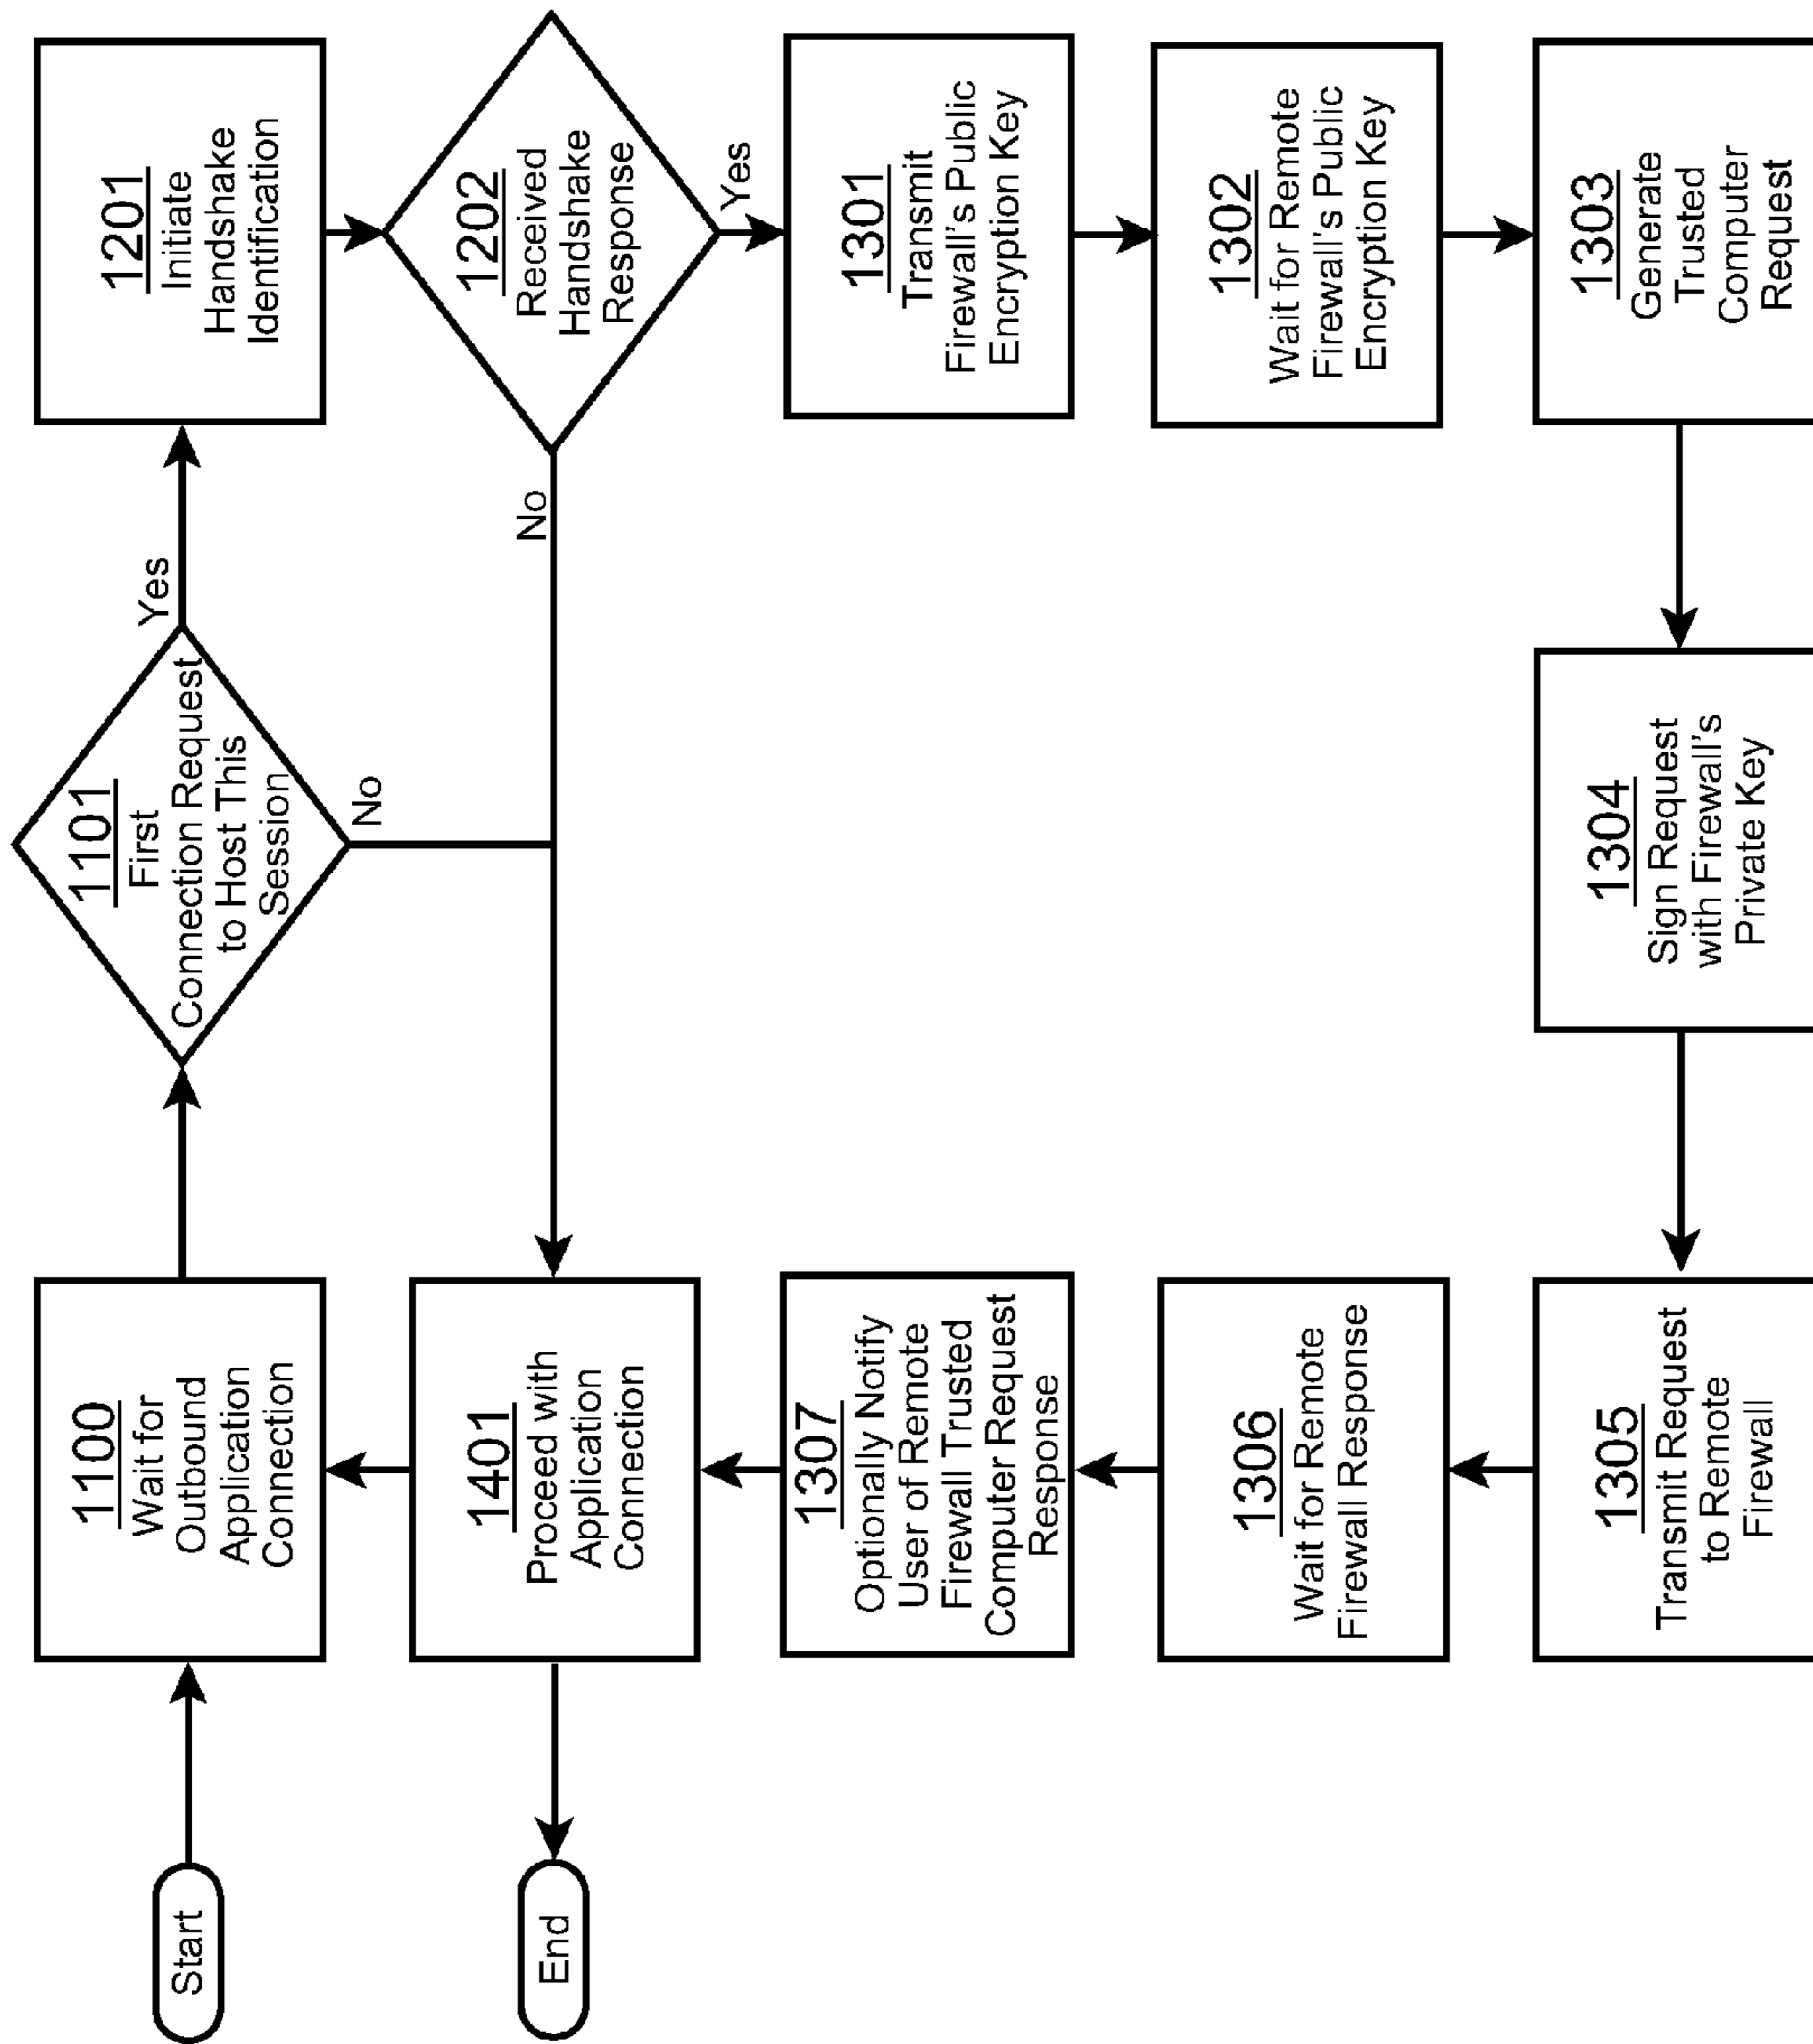 Start
1100
Wait for
Outbound
Application
Connection
1101
First
Connection Request
to Host This
Session
Yes
No
1201
Initiate
Handshake
Identification
End
1401
Proceed with
Application
Connection
No
1202
Received
Handshake
Response
Yes
1307
Optionally Notify
User of Remote
Firewall Trusted
Computer Request
Response
1301
Transmit
Firewall's Public
Encryption Key
1306
Wait for Remote
Firewall Response
1302
Wait for Remote
Firewall's Public
Encryption Key
1305
Transmit Request
to Remote
Firewall
1304
Sign Request
with Firewall's
Private Key
1303
Generate
Trusted
Computer
Request